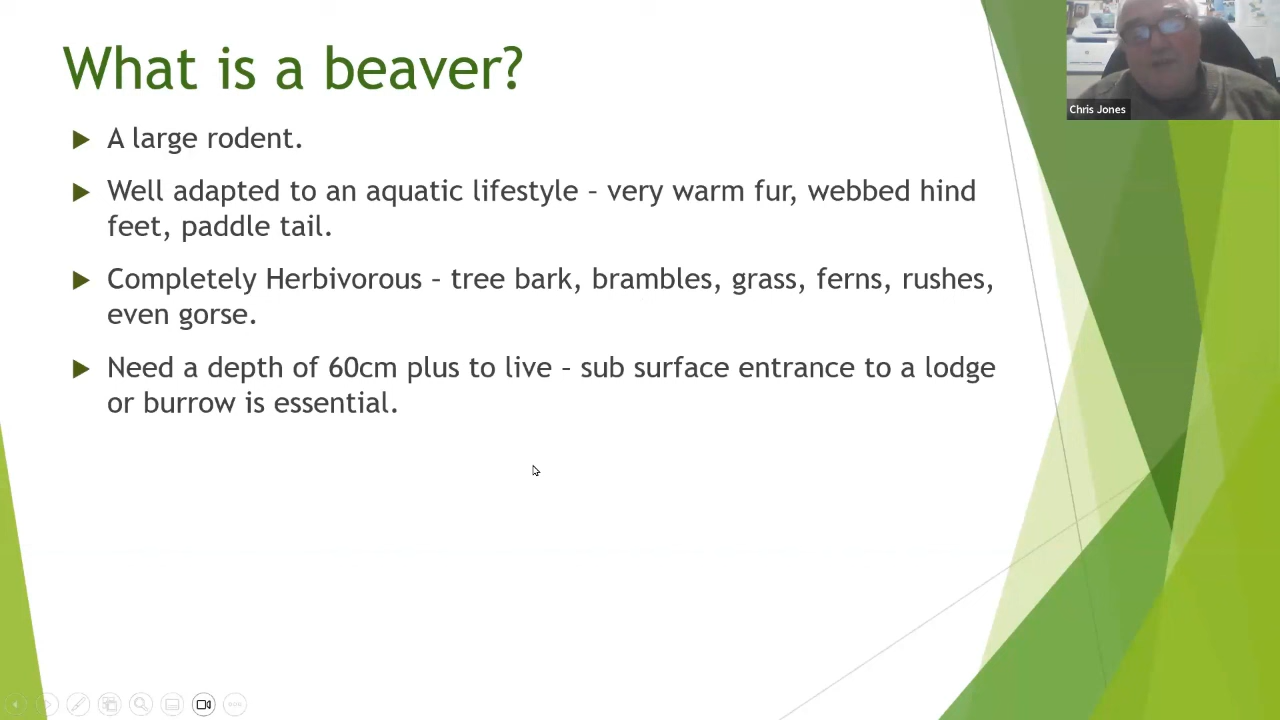 What is a beaver?
A large rodent.
Well adapted to an aquatic lifestyle – very warm fur, webbed hind
feet, paddle tail.
Completely Herbivorous – tree bark, brambles, grass, ferns, rushes,
even gorse.
Need a depth of 60cm plus to live – sub surface entrance to a lodge
or burrow is essential.
Chris Jones